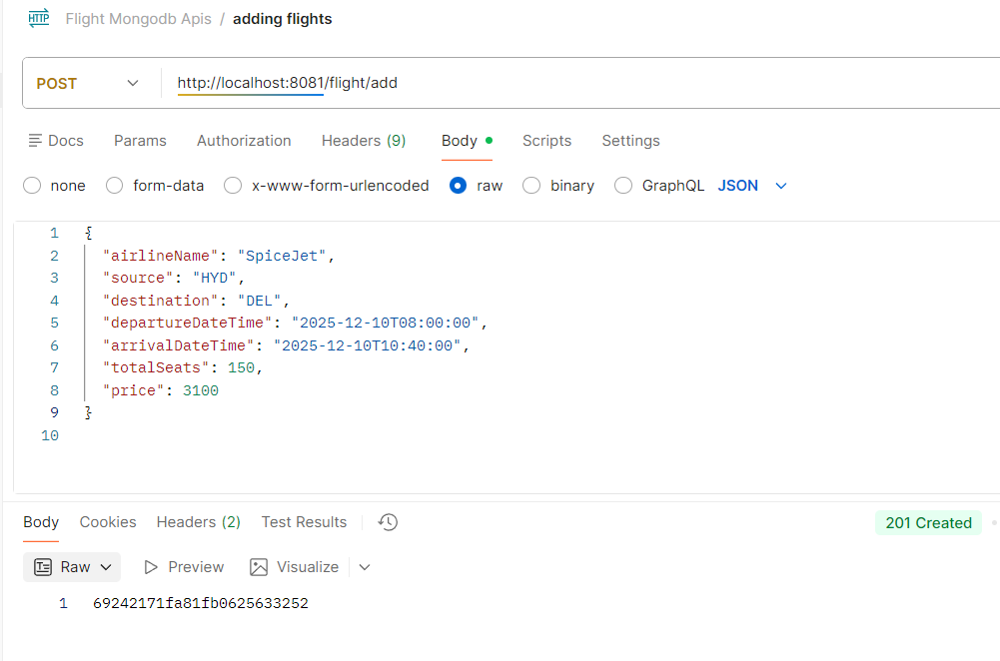 HTTP Flight Mongodb Apis / adding flights
POST http://localhost:8081/flight/add
Docs Params Authorization Headers (9) Body Scripts Settings
none form-data x-www-form-urlencoded raw binary GraphQL JSON
1 {
2 "airlineName": "SpiceJet",
3 "source": "HYD",
4 "destination": "DEL",
5 "departureDateTime": "2025-12-10T08:00:00",
6 "arrivalDateTime": "2025-12-10T10:40:00",
7 "totalSeats": 150,
8 "price": 3100
9 }
10
Body Cookies Headers (2) Test Results 201 Created
Raw Preview Visualize
1 69242171fa81fb0625633252